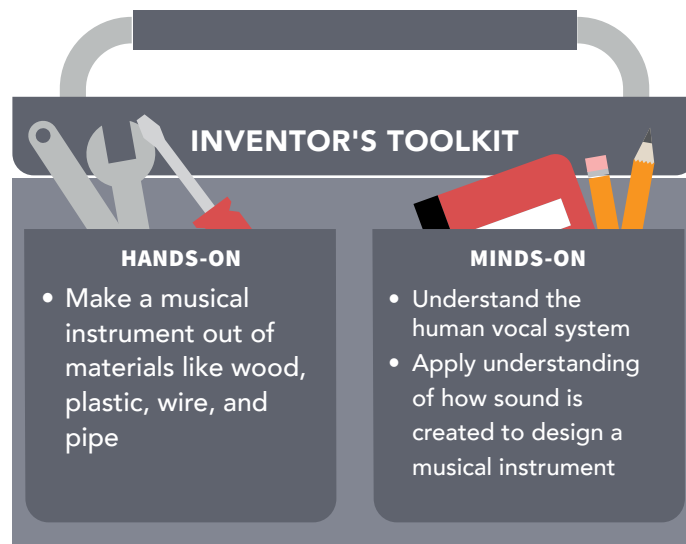 INVENTOR'S TOOLKIT
HANDS-ON
• Make a musical
instrument out of
materials like wood,
plastic, wire, and
pipe
MINDS-ON
• Understand the
human vocal system
• Apply understanding
of how sound is
created to design a
musical instrument